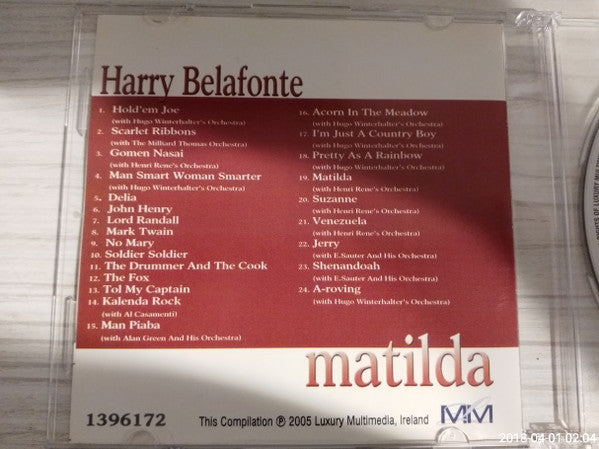 Harry Belafonte
1. Hold'em Joe
(with Hugo Winterhalter's Orchestra)
2. Scarlet Ribbons
(with The Milliard Thomas Orchestra)
3. Gomen Nasai
(with Henri Rene's Orchestra)
4. Man Smart Woman Smarter
(with Hugo Winterhalter's Orchestra)
5. Delia
6. John Henry
7. Lord Randall
8. Mark Twain
9. No Mary
10. Soldier Soldier
11. The Drummer And The Cook
12. The Fox
13. Tol My Captain
14. Kalenda Rock
(with Al Casamenti)
15. Man Piaba
(with Alan Green And His Orchestra)
16. Acorn In The Meadow
(with Hugo Winterhalter's Orchestra)
17. I'm Just A Country Boy
(with Hugo Winterhalter's Orchestra)
18. Pretty As A Rainbow
(with Hugo Winterhalter's Orchestra)
19. Matilda
(with Henri Rene's Orchestra)
20. Suzanne
(with Henri Rene's Orchestra)
21. Venezuela
(with Henri Rene's Orchestra)
22. Jerry
(with E.Sauter And His Orchestra)
23. Shenandoah
(with E.Sauter And His Orchestra)
24. A-roving
(with Hugo Winterhalter's Orchestra)
matilda
1396172
This Compilation ℗ 2005 Luxury Multimedia, Ireland
MM
2018-04-01 02:04